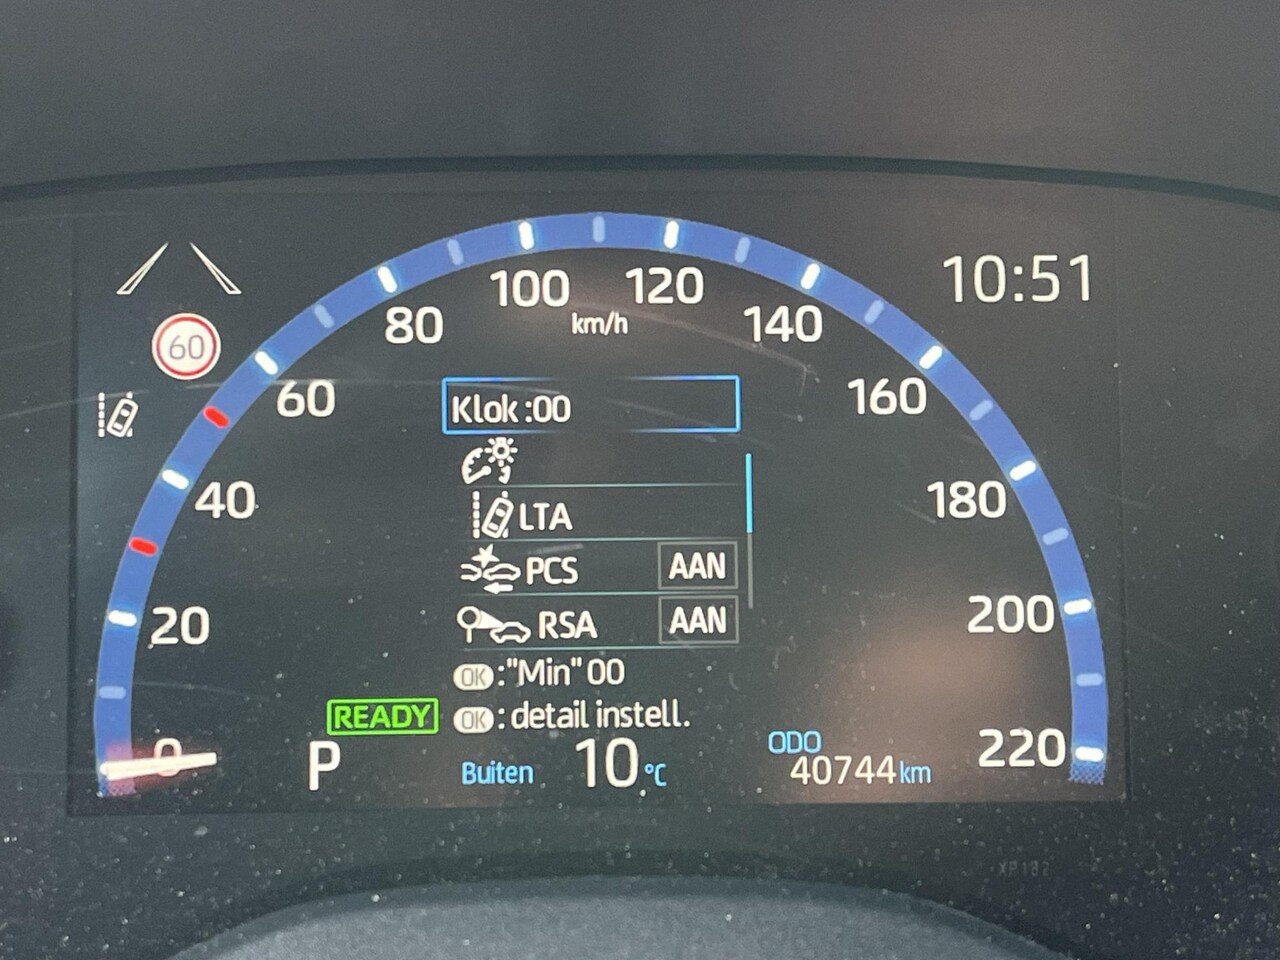 10:51
100
120
km/h
80
140
60
60
160
Klok :00
40
180
LTA
PCS AAN
RSA AAN
20
200
OK :"Min" 00
READY
OK : detail instell.
0
P
Buiten 10 °C
ODO
40744 km
220
XP182